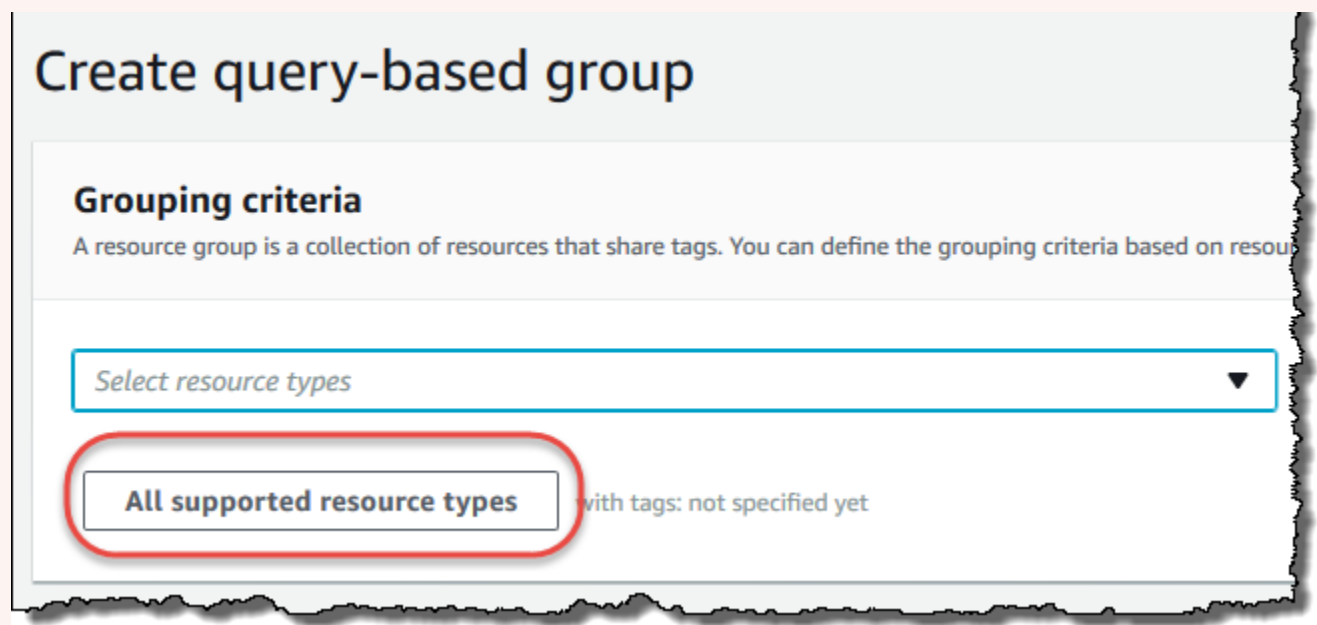 Create query-based group
Grouping criteria
A resource group is a collection of resources that share tags. You can define the grouping criteria based on
Select resource types
All supported resource types with tags: not specified yet